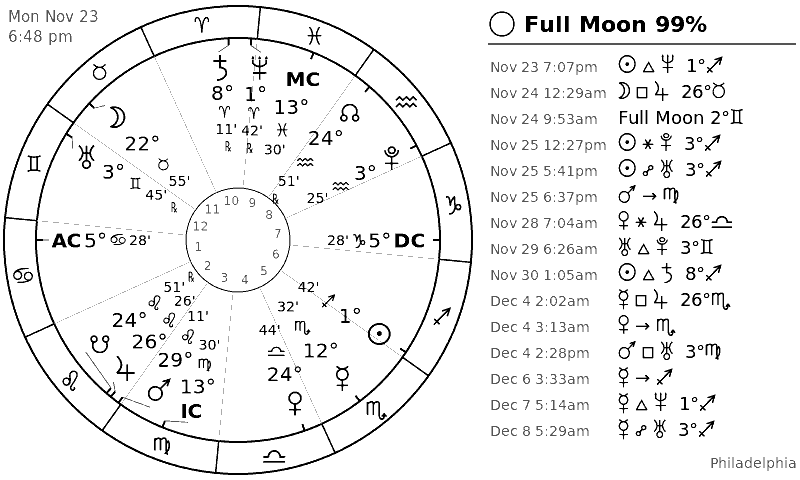 Mon Nov 23
6:48 pm
♄ ♆ MC
8° 1° 13° ☊
♈ ♈ ♓ 24°
11' 42' 30' ♒
℞ ℞ 51'
℞
☽
22°
♉
55'
♅
3°
♊
45'
℞
♇
3°
♒
25'
AC 5° ♋ 28'
28' ♑ 5° DC
10 9
11 8
12 7
1 6
2 5
3 4
51' ℞
♌ 26'
24° ♌ 11'
☋ 26° ♌ 30'
♃ 29° ♍
♂ 13°
IC
42'
♐
1°
☉
32'
♏
12°
☿
44'
♎
24°
♀
♈ ♓ ♒ ♑ ♐ ♏ ♎ ♍ ♌ ♋ ♊ ♉
Full Moon 99%
Nov 23 7:07pm ☉ △ ♆ 1°♐
Nov 24 12:29am ☽ □ ♃ 26°♉
Nov 24 9:53am Full Moon 2°♊
Nov 25 12:27pm ☉ ⚹ ♇ 3°♐
Nov 25 5:41pm ☉ ☍ ♅ 3°♐
Nov 25 6:37pm ♂ → ♍
Nov 28 7:04am ♀ ⚹ ♃ 26°♎
Nov 29 6:26am ♅ △ ♇ 3°♊
Nov 30 1:05am ☉ △ ♄ 8°♐
Dec 4 2:02am ☿ □ ♃ 26°♏
Dec 4 3:13am ♀ → ♏
Dec 4 2:28pm ♂ □ ♅ 3°♍
Dec 6 3:33am ☿ → ♐
Dec 7 5:14am ☿ △ ♆ 1°♐
Dec 8 5:29am ☿ ☍ ♅ 3°♐
Philadelphia